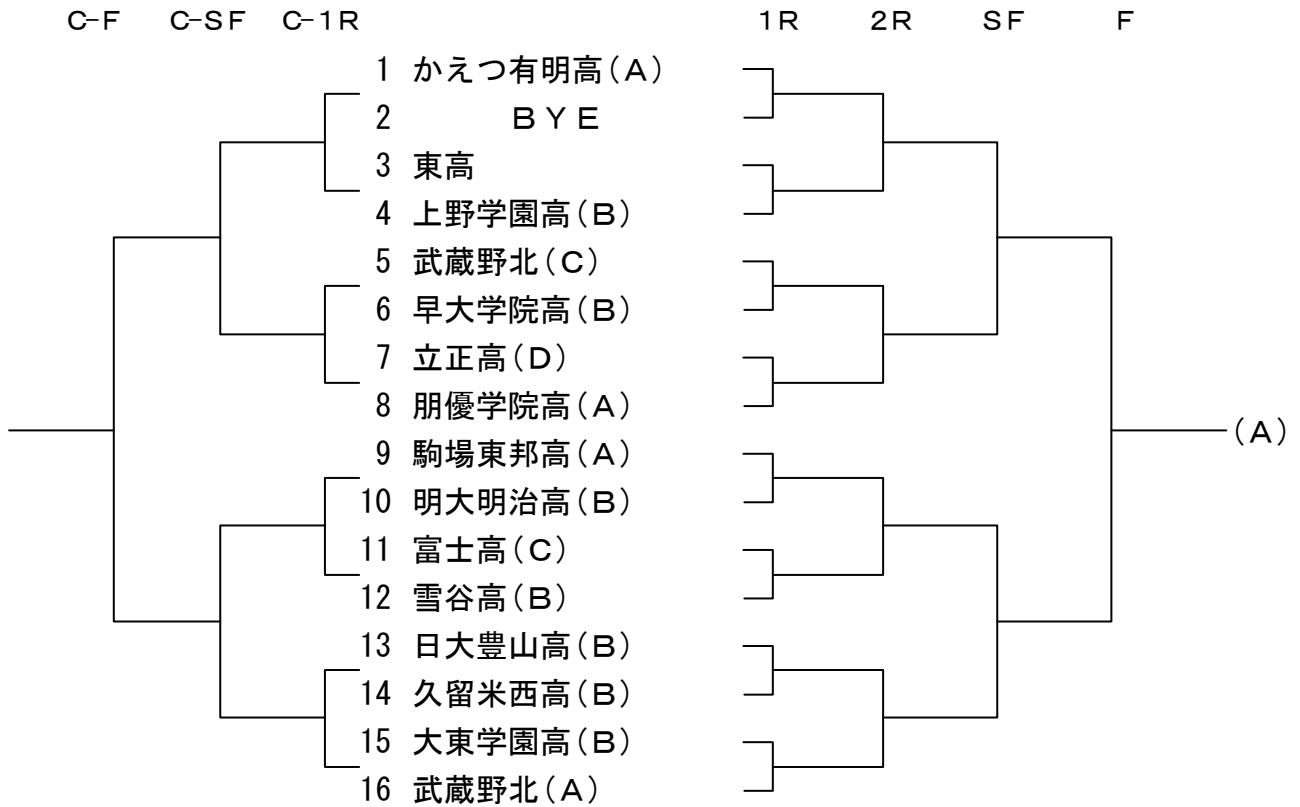 C-F C-SF C-1R 1R 2R SF F
1 かえつ有明高(A)
2 BYE
3 東高
4 上野学園高(B)
5 武蔵野北(C)
6 早大学院高(B)
7 立正高(D)
8 朋優学院高(A)
(A)
9 駒場東邦高(A)
10 明大明治高(B)
11 富士高(C)
12 雪谷高(B)
13 日大豊山高(B)
14 久留米西高(B)
15 大東学園高(B)
16 武蔵野北(A)